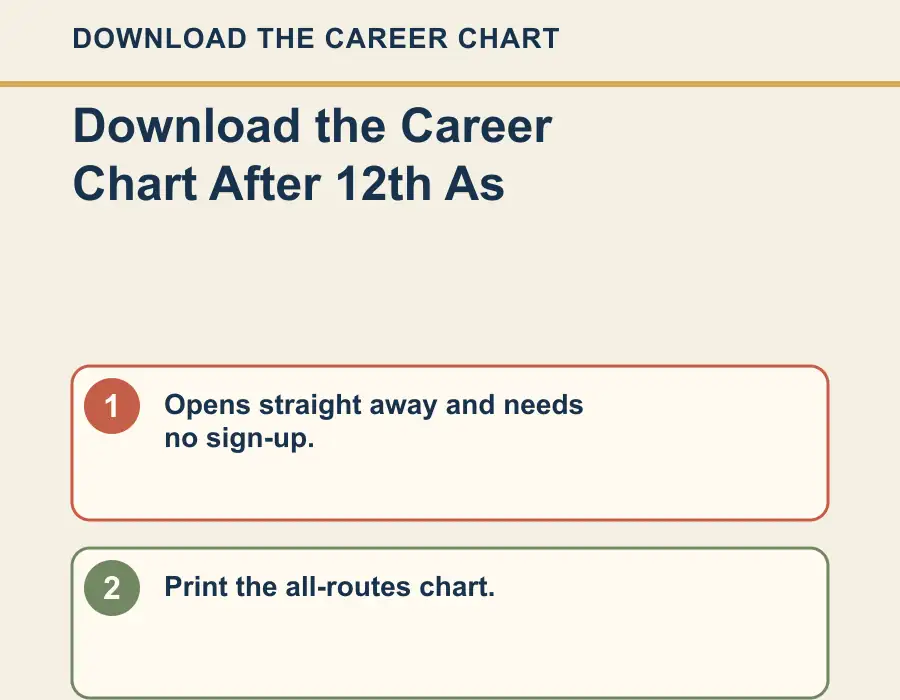 DOWNLOAD THE CAREER CHART
Download the Career
Chart After 12th As
1
Opens straight away and needs
no sign-up.
2
Print the all-routes chart.